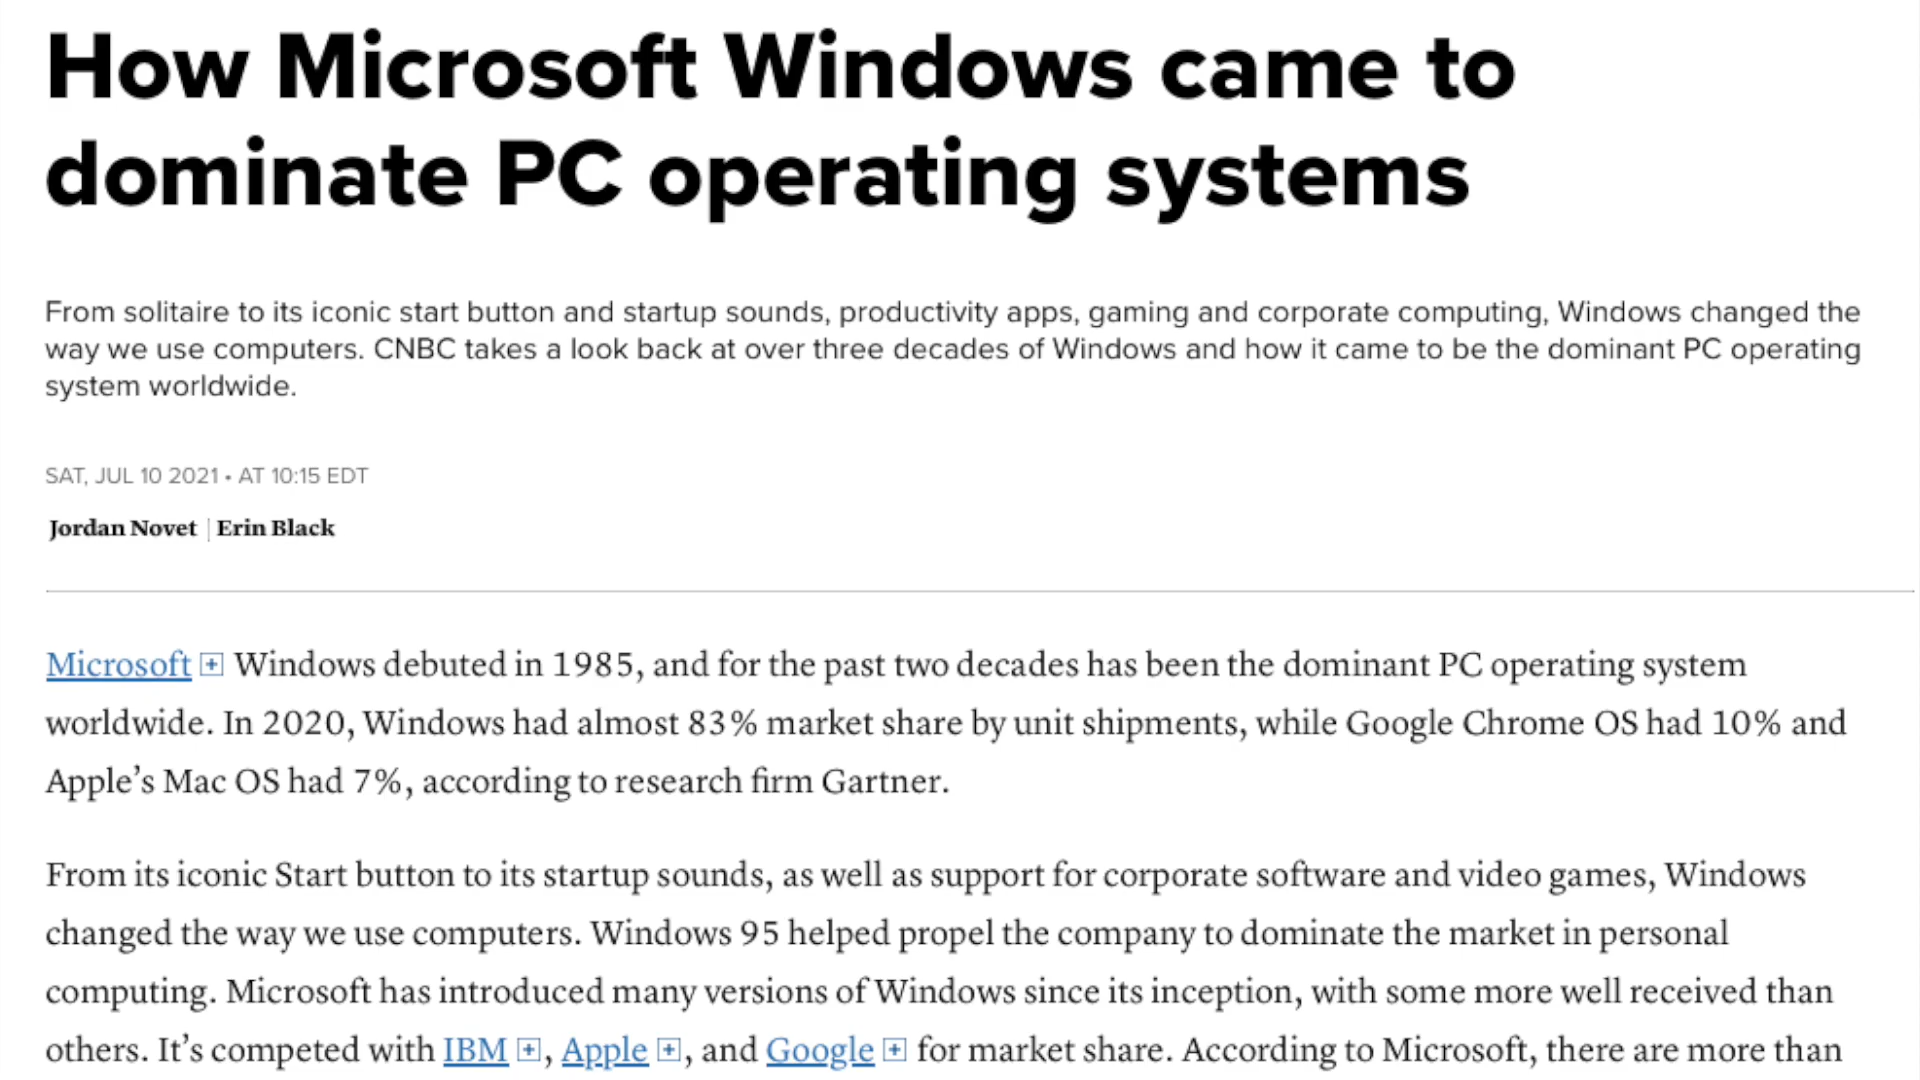 How Microsoft Windows came to
dominate PC operating systems
From solitaire to its iconic start button and startup sounds, productivity apps, gaming and corporate computing, Windows changed the
way we use computers. CNBC takes a look back at over three decades of Windows and how it came to be the dominant PC operating
system worldwide.
SAT, JUL 10 2021 • AT 10:15 EDT
Jordan Novet | Erin Black
Microsoft + Windows debuted in 1985, and for the past two decades has been the dominant PC operating system
worldwide. In 2020, Windows had almost 83% market share by unit shipments, while Google Chrome OS had 10% and
Apple’s Mac OS had 7%, according to research firm Gartner.
From its iconic Start button to its startup sounds, as well as support for corporate software and video games, Windows
changed the way we use computers. Windows 95 helped propel the company to dominate the market in personal
computing. Microsoft has introduced many versions of Windows since its inception, with some more well received than
others. It’s competed with IBM +, Apple +, and Google + for market share. According to Microsoft, there are more than